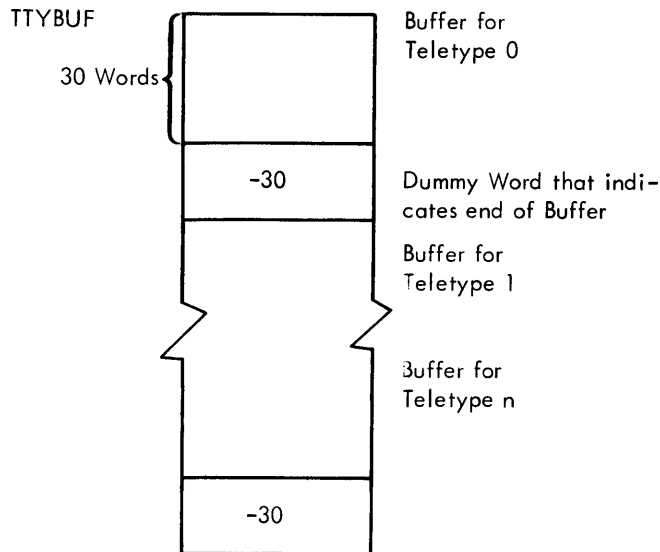 TTYBUF
Buffer for
Teletype 0
30 Words
-30
Dummy Word that indi-
cates end of Buffer
Buffer for
Teletype 1
Buffer for
Teletype n
-30